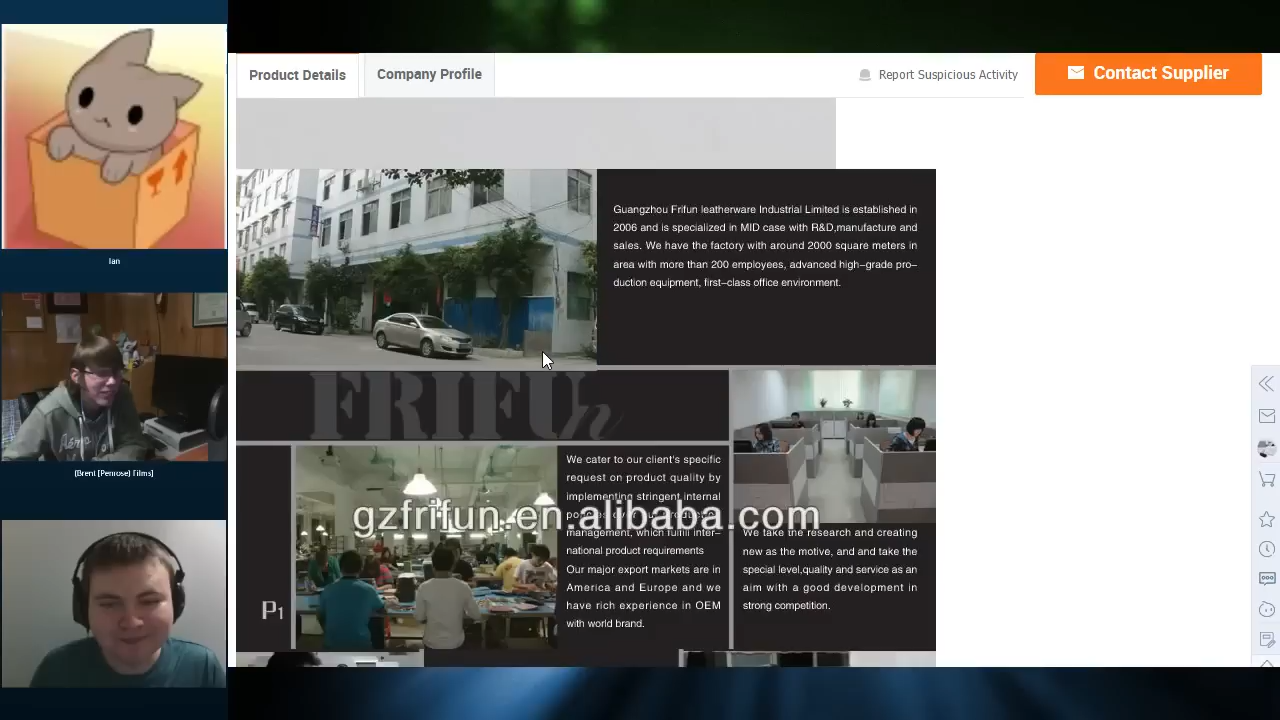 Product Details
Company Profile
Report Suspicious Activity
Contact Supplier
Ian
(Brent [Penrose] Films)
Guangzhou Frifun leatherware Industrial Limited is established in
2006 and is specialized in MID case with R&D,manufacture and
sales. We have the factory with around 2000 square meters in
area with more than 200 employees, advanced high-grade pro-
duction equipment, first-class office environment.
FRIFUn
We cater to our client's specific
request on product quality by
implementing stringent internal
management, which fulfill inter-
national product requirements
Our major export markets are in
America and Europe and we
have rich experience in OEM
with world brand.
gzfrifun.en.alibaba.com
We take the research and creating
new as the motive, and and take the
special level,quality and service as an
aim with a good development in
strong competition.
P1